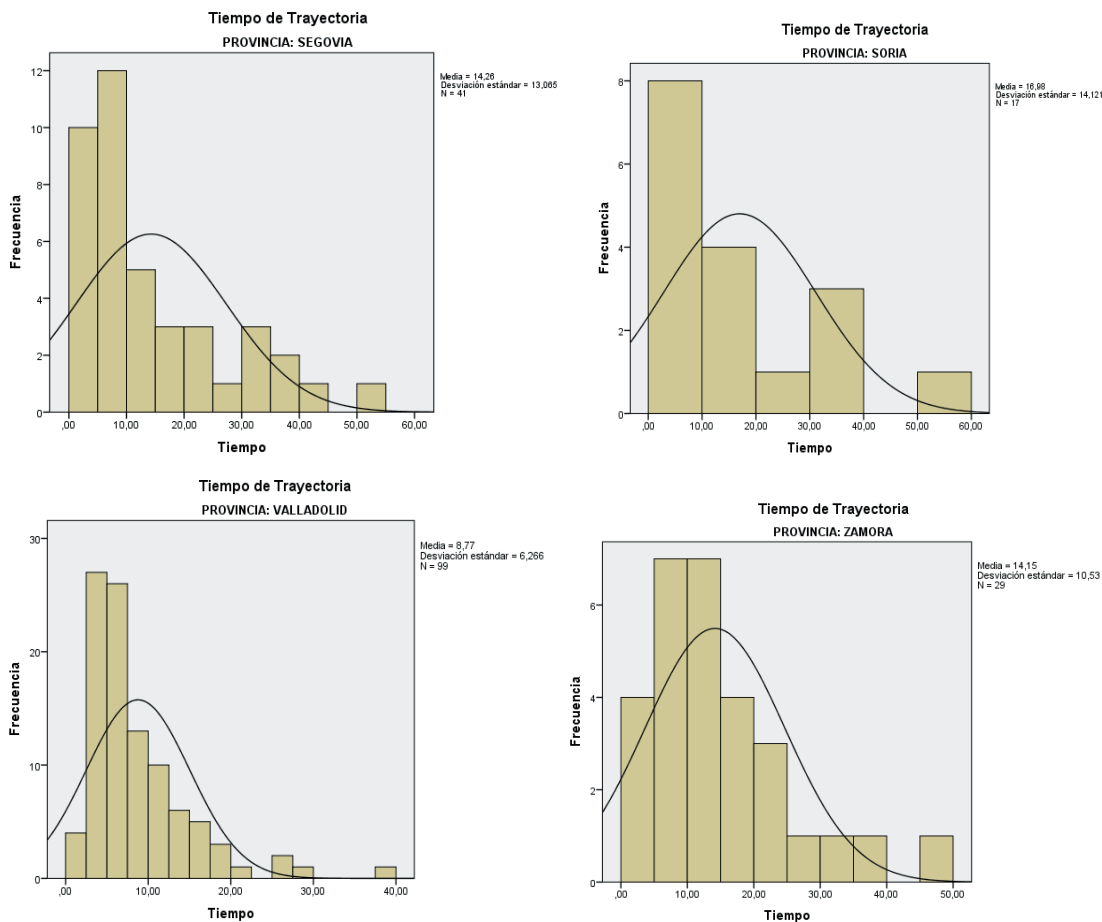 Tiempo de Trayectoria
PROVINCIA: SEGOVIA
Media = 14,26
Desviación estándar = 13,065
N = 41
Frecuencia
12
10
8
6
4
2
0
,00 10,00 20,00 30,00 40,00 50,00 60,00
Tiempo
Tiempo de Trayectoria
PROVINCIA: SORIA
Media = 16,98
Desviación estándar = 14,121
N = 17
Frecuencia
8
6
4
2
0
,00 10,00 20,00 30,00 40,00 50,00 60,00
Tiempo
Tiempo de Trayectoria
PROVINCIA: VALLADOLID
Media = 8,77
Desviación estándar = 6,266
N = 99
Frecuencia
30
20
10
0
,00 10,00 20,00 30,00 40,00
Tiempo
Tiempo de Trayectoria
PROVINCIA: ZAMORA
Media = 14,15
Desviación estándar = 10,53
N = 29
Frecuencia
6
4
2
0
,00 10,00 20,00 30,00 40,00 50,00
Tiempo